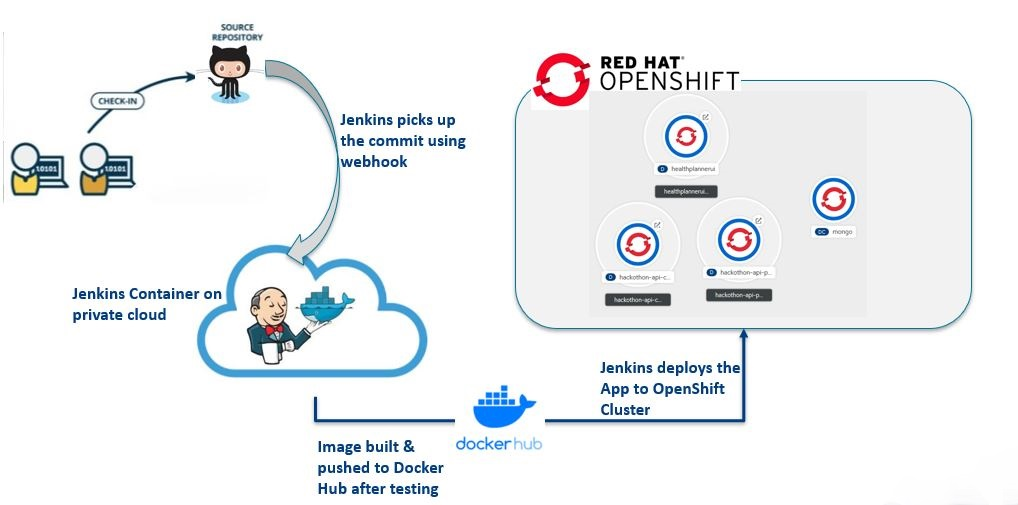 SOURCE
REPOSITORY
CHECK-IN
10101
10101
Jenkins picks up
the commit using
webhook
Jenkins Container on
private cloud
Image built &
pushed to Docker
Hub after testing
dockerhub
Jenkins deploys the
App to OpenShift
Cluster
RED HAT®
OPENSHIFT
D healthplannerui
healthplannerui...
DC mongo
D hackothon-api-c...
hackothon-api-c...
D hackothon-api-p...
hackothon-api-p...